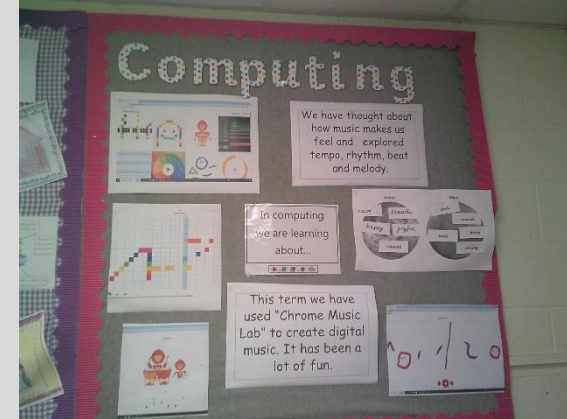 Computing
We have thought about
how music makes us
feel and explored
tempo, rhythm, beat
and melody.
In computing
we are learning
about...
happy
This term we have
used "Chrome Music
Lab" to create digital
music. It has been a
lot of fun.